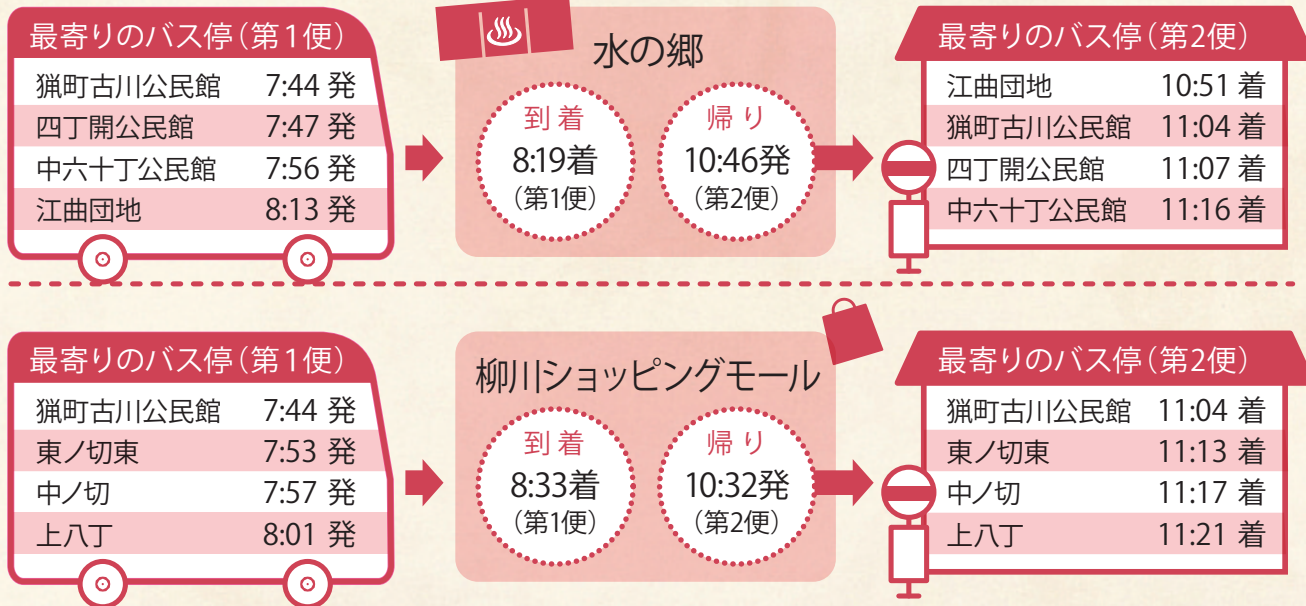 最寄りのバス停(第1便)
猟町古川公民館 7:44 発
四丁開公民館 7:47 発
中六十丁公民館 7:56 発
江曲団地 8:13 発
水の郷
到着
8:19着
(第1便)
帰り
10:46発
(第2便)
最寄りのバス停(第2便)
江曲団地 10:51 着
猟町古川公民館 11:04 着
四丁開公民館 11:07 着
中六十丁公民館 11:16 着
最寄りのバス停(第1便)
猟町古川公民館 7:44 発
東ノ切東 7:53 発
中ノ切 7:57 発
上八丁 8:01 発
柳川ショッピングモール
到着
8:33着
(第1便)
帰り
10:32発
(第2便)
最寄りのバス停(第2便)
猟町古川公民館 11:04 着
東ノ切東 11:13 着
中ノ切 11:17 着
上八丁 11:21 着